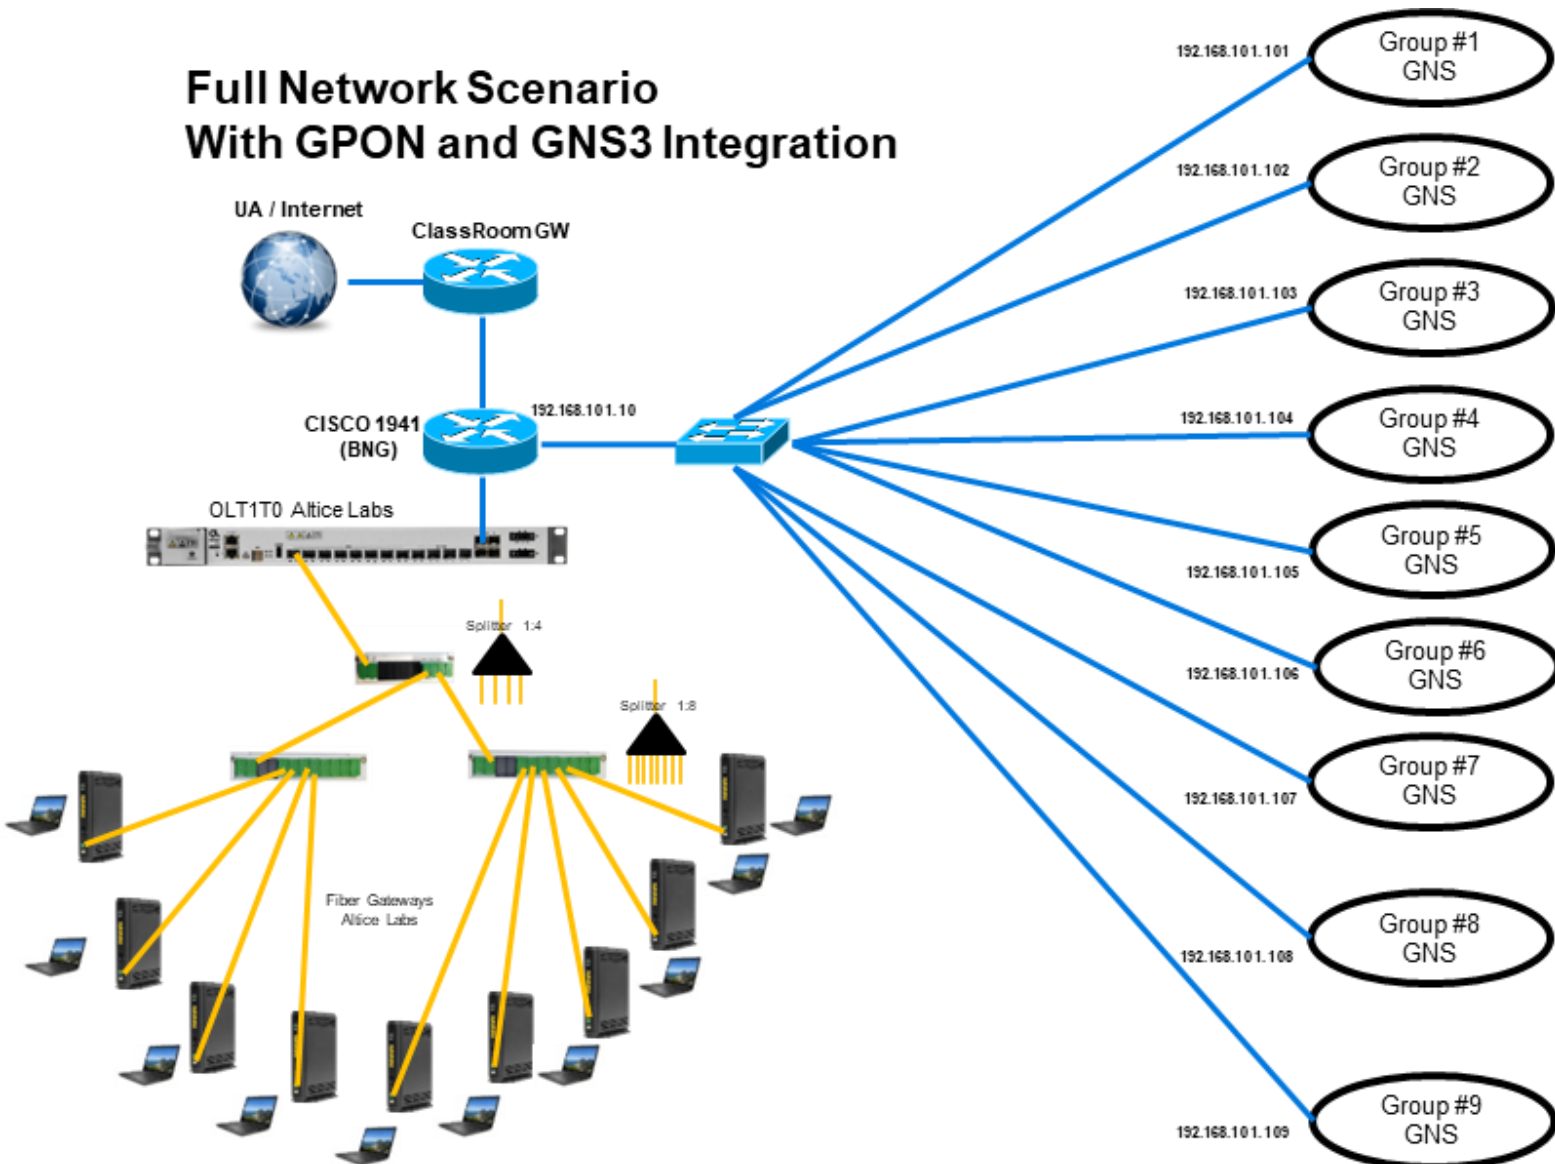 Full Network Scenario
With GPON and GNS3 Integration
UA / Internet
ClassRoom GW
CISCO 1941
(BNG)
192.168.101.10
OLT1T0 Altice Labs
Splitter 1:4
Splitter 1:8
Fiber Gateways
Altice Labs
192.168.101.101
Group #1
GNS
192.168.101.102
Group #2
GNS
192.168.101.103
Group #3
GNS
192.168.101.104
Group #4
GNS
192.168.101.105
Group #5
GNS
192.168.101.106
Group #6
GNS
192.168.101.107
Group #7
GNS
192.168.101.108
Group #8
GNS
192.168.101.109
Group #9
GNS